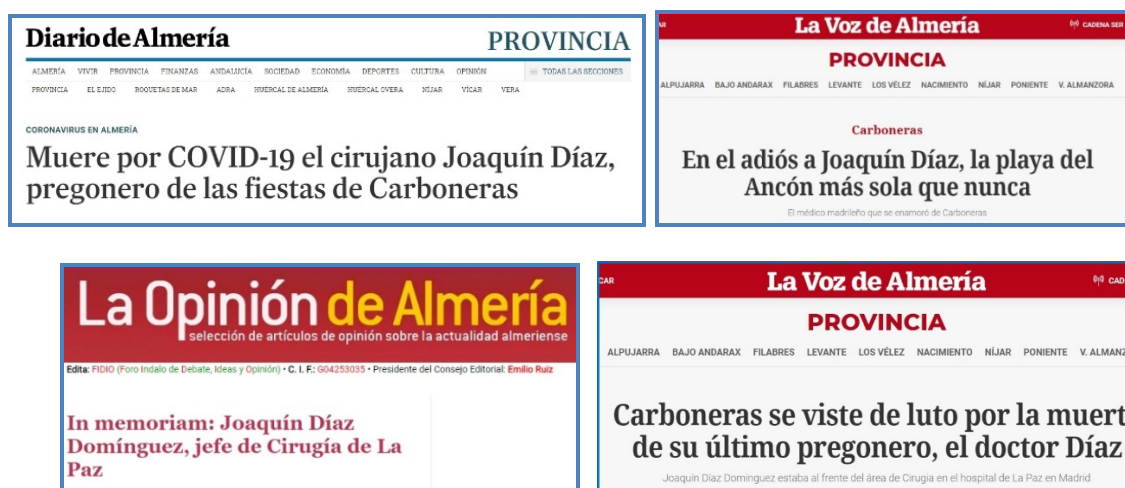 Diario de Almería
PROVINCIA
ALMERÍA VIVIR PROVINCIA FINANZAS ANDALUCÍA SOCIEDAD ECONOMÍA DEPORTES CULTURA OPINIÓN TODAS LAS SECCIONES
PROVINCIA EL EJIDO ROQUETAS DE MAR ADRA HUÉRCAL DE ALMERÍA HUÉRCAL OVERA NÍJAR VÍCAR VERA
CORONAVIRUS EN ALMERÍA
Muere por COVID-19 el cirujano Joaquín Díaz,
pregonero de las fiestas de Carboneras
La Voz de Almería
CADENA SER
PROVINCIA
ALPUJARRA BAJO ANDARAX FILABRES LEVANTE LOS VÉLEZ NACIMIENTO NÍJAR PONIENTE V. ALMANZORA
Carboneras
En el adiós a Joaquín Díaz, la playa del
Ancón más sola que nunca
El médico madrileño que se enamoró de Carboneras
La Opinión de Almería
selección de artículos de opinión sobre la actualidad almeriense
Edita: FIDIO (Foro Indalo de Debate, Ideas y Opinión) • C. I. F.: G04253035 • Presidente del Consejo Editorial: Emilio Ruiz
In memoriam: Joaquín Díaz
Domínguez, jefe de Cirugía de La
Paz
CAR
La Voz de Almería
CAD
PROVINCIA
ALPUJARRA BAJO ANDARAX FILABRES LEVANTE LOS VÉLEZ NACIMIENTO NÍJAR PONIENTE V. ALMANZ
Carboneras se viste de luto por la muert
de su último pregonero, el doctor Díaz
Joaquín Díaz Domínguez estaba al frente del área de Cirugía en el hospital de La Paz en Madrid